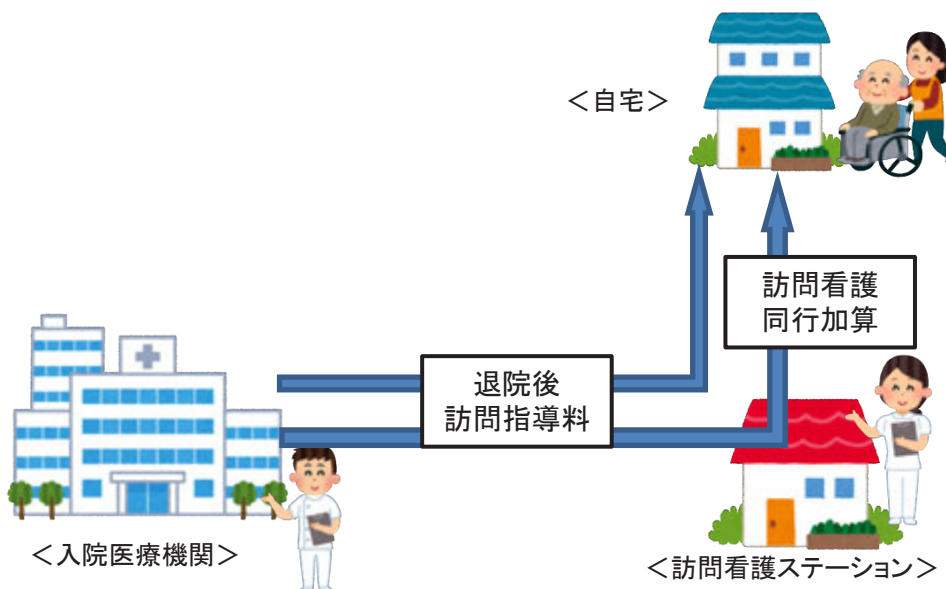 ＜自宅＞
訪問看護
同行加算
退院後
訪問指導料
＜入院医療機関＞
＜訪問看護ステーション＞